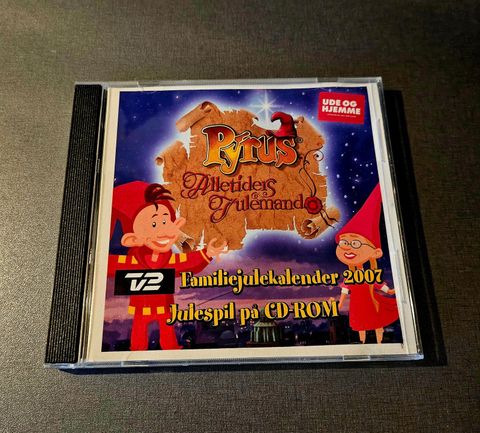 UDE OG
HJEMME
Pyrus
Alletiders
Julemand
TV2
Familiejulekalender 2007
Julespil på CD-ROM